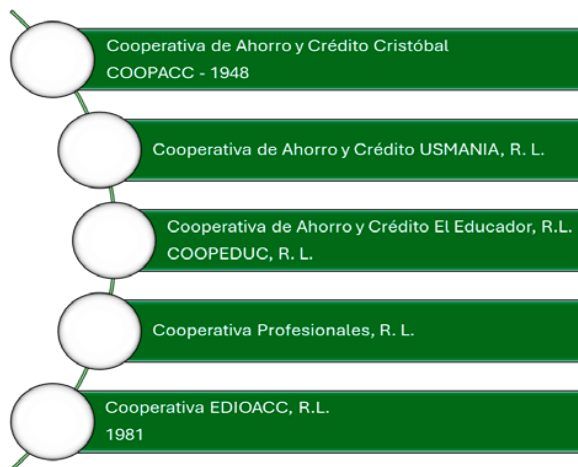 Cooperativa de Ahorro y Crédito Cristóbal
COOPACC - 1948
Cooperativa de Ahorro y Crédito USMANIA, R. L.
Cooperativa de Ahorro y Crédito El Educador, R.L.
COOPEDUC, R. L.
Cooperativa Profesionales, R. L.
Cooperativa EDIOACC, R.L.
1981